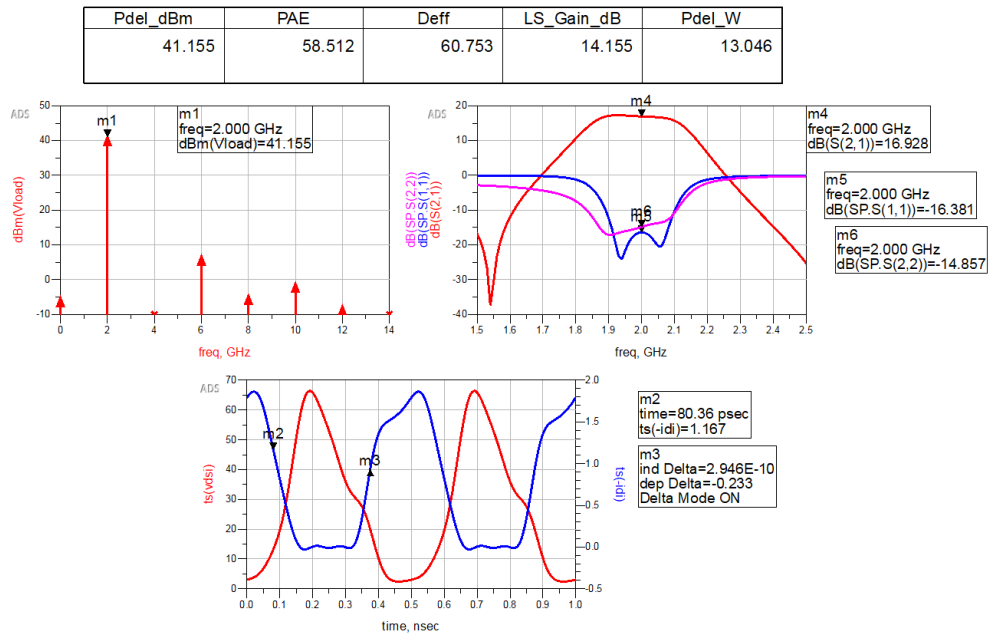 Pdel_dBm PAE Deff LS_Gain_dB Pdel_W
41.155 58.512 60.753 14.155 13.046
ADS
50
40
30
20
10
0
-10
dBm(Vload)
m1
m1
freq=2.000 GHz
dBm(Vload)=41.155
0 2 4 6 8 10 12 14
freq, GHz
ADS
20
10
0
-10
-20
-30
-40
dB(SP.S(2,2))
dB(SP.S(1,1))
dB(S(2,1))
m4
m6
1.5 1.6 1.7 1.8 1.9 2.0 2.1 2.2 2.3 2.4 2.5
freq, GHz
m4
freq=2.000 GHz
dB(S(2,1))=16.928
m5
freq=2.000 GHz
dB(SP.S(1,1))=-16.381
m6
freq=2.000 GHz
dB(SP.S(2,2))=-14.857
ADS
70
60
50
40
30
20
10
0
ts(vdsi)
m2
m3
2.0
1.5
1.0
0.5
0.0
-0.5
ts(-idi)
0.0 0.1 0.2 0.3 0.4 0.5 0.6 0.7 0.8 0.9 1.0
time, nsec
m2
time=80.36 psec
ts(-idi)=1.167
m3
ind Delta=2.946E-10
dep Delta=-0.233
Delta Mode ON